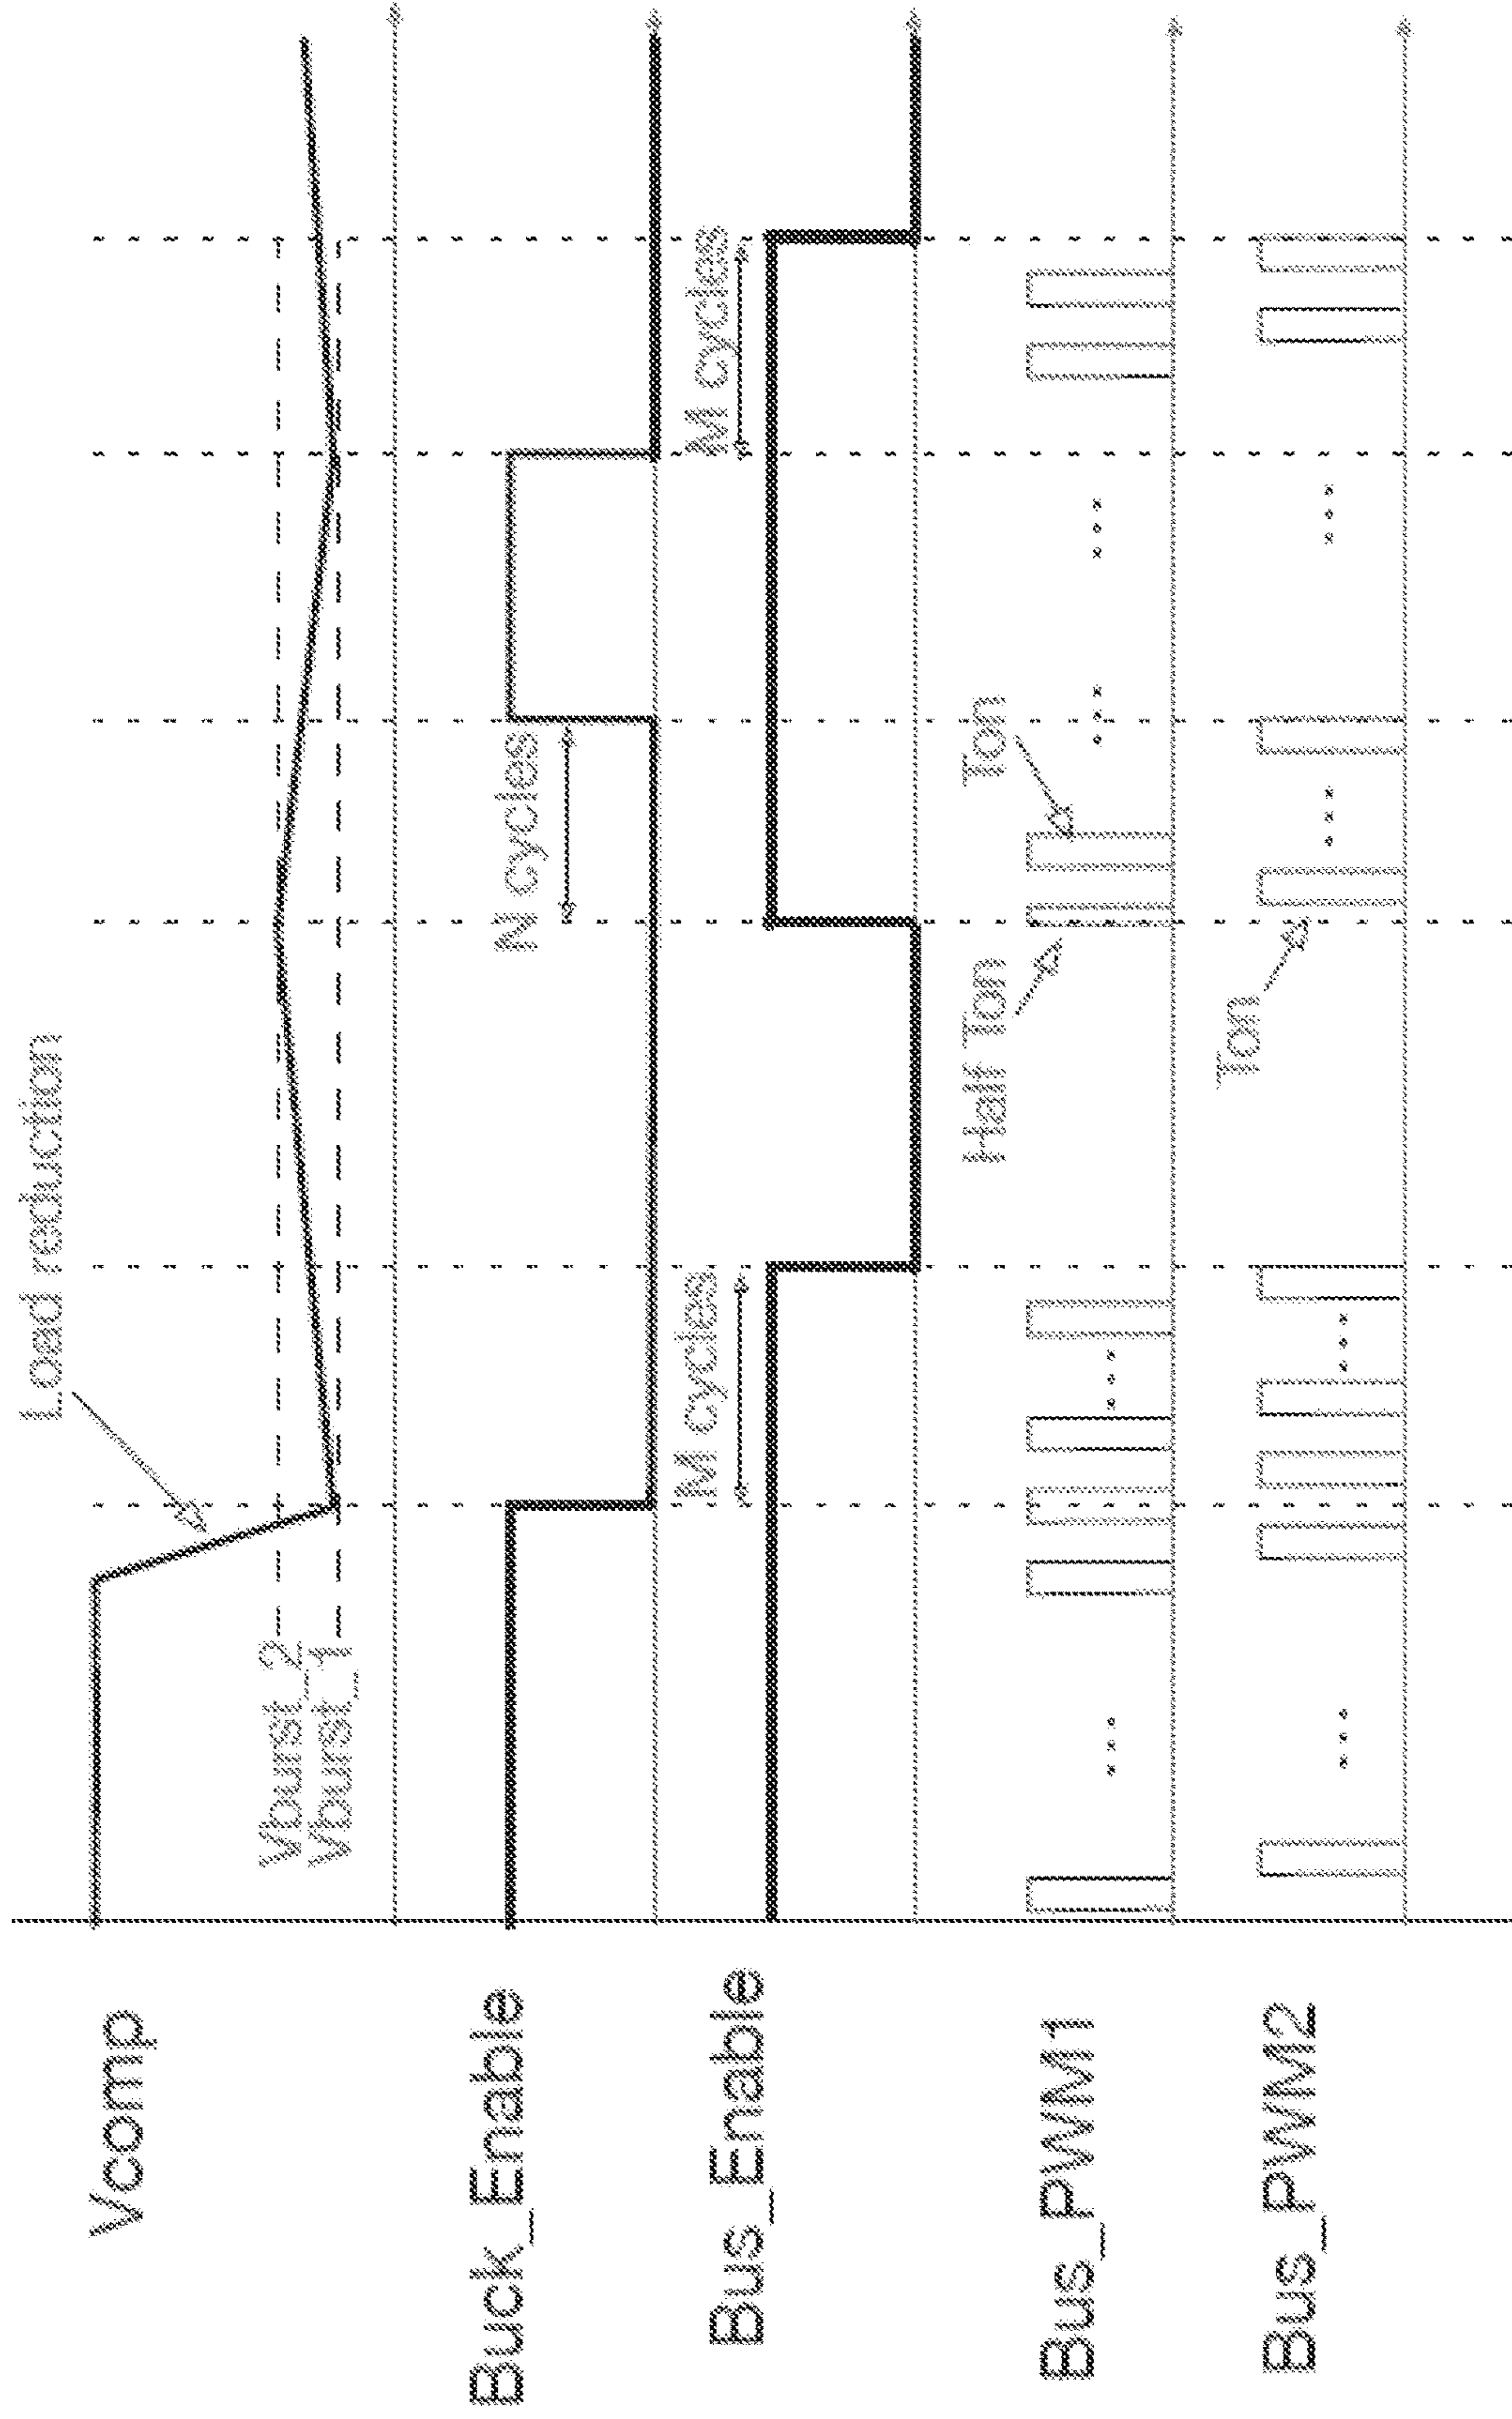 Vcomp
Load reduction
Vburst_2
Vburst_1
Buck_Enable
N cycles
Bus_Enable
M cycles
M cycles
Bus_PWM1
Half Ton
Ton
Bus_PWM2
Ton